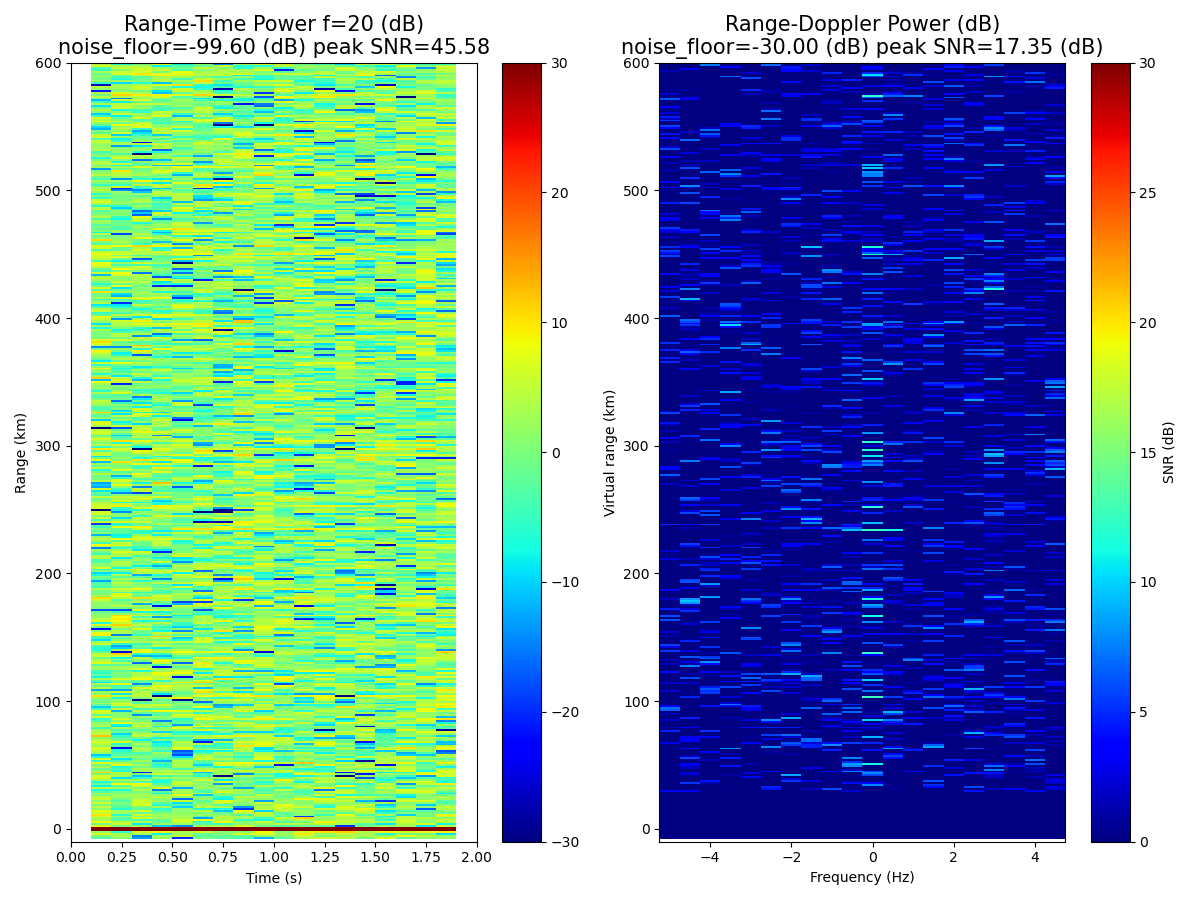 Range-Time Power f=20 (dB)
noise_floor=-99.60 (dB) peak SNR=45.58
600
500
400
300
200
100
0
Range (km)
0.00 0.25 0.50 0.75 1.00 1.25 1.50 1.75 2.00
Time (s)
30
20
10
0
−10
−20
−30
Range-Doppler Power (dB)
noise_floor=-30.00 (dB) peak SNR=17.35 (dB)
600
500
400
300
200
100
0
Virtual range (km)
−4 −2 0 2 4
Frequency (Hz)
30
25
20
15
10
5
0
SNR (dB)